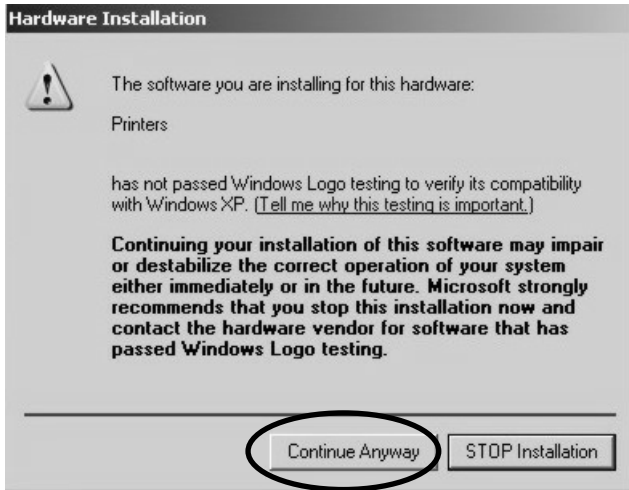 Hardware Installation
The software you are installing for this hardware:
Printers
has not passed Windows Logo testing to verify its compatibility
with Windows XP. (Tell me why this testing is important.)
Continuing your installation of this software may impair
or destabilize the correct operation of your system
either immediately or in the future. Microsoft strongly
recommends that you stop this installation now and
contact the hardware vendor for software that has
passed Windows Logo testing.
Continue Anyway STOP Installation